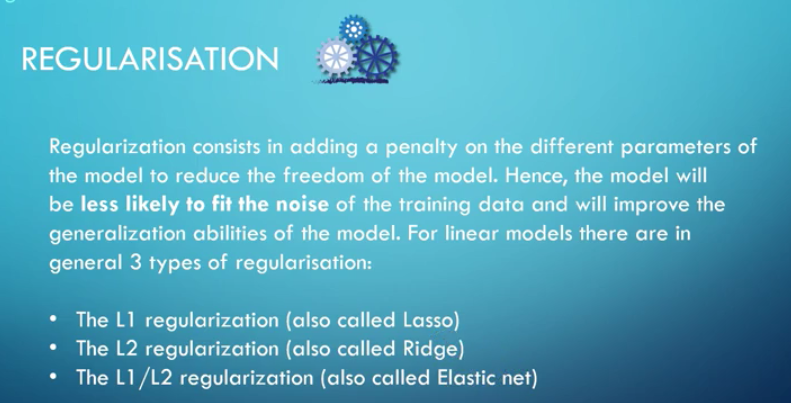 REGULARISATION
Regularization consists in adding a penalty on the different parameters of
the model to reduce the freedom of the model. Hence, the model will
be less likely to fit the noise of the training data and will improve the
generalization abilities of the model. For linear models there are in
general 3 types of regularisation:
• The L1 regularization (also called Lasso)
• The L2 regularization (also called Ridge)
• The L1/L2 regularization (also called Elastic net)